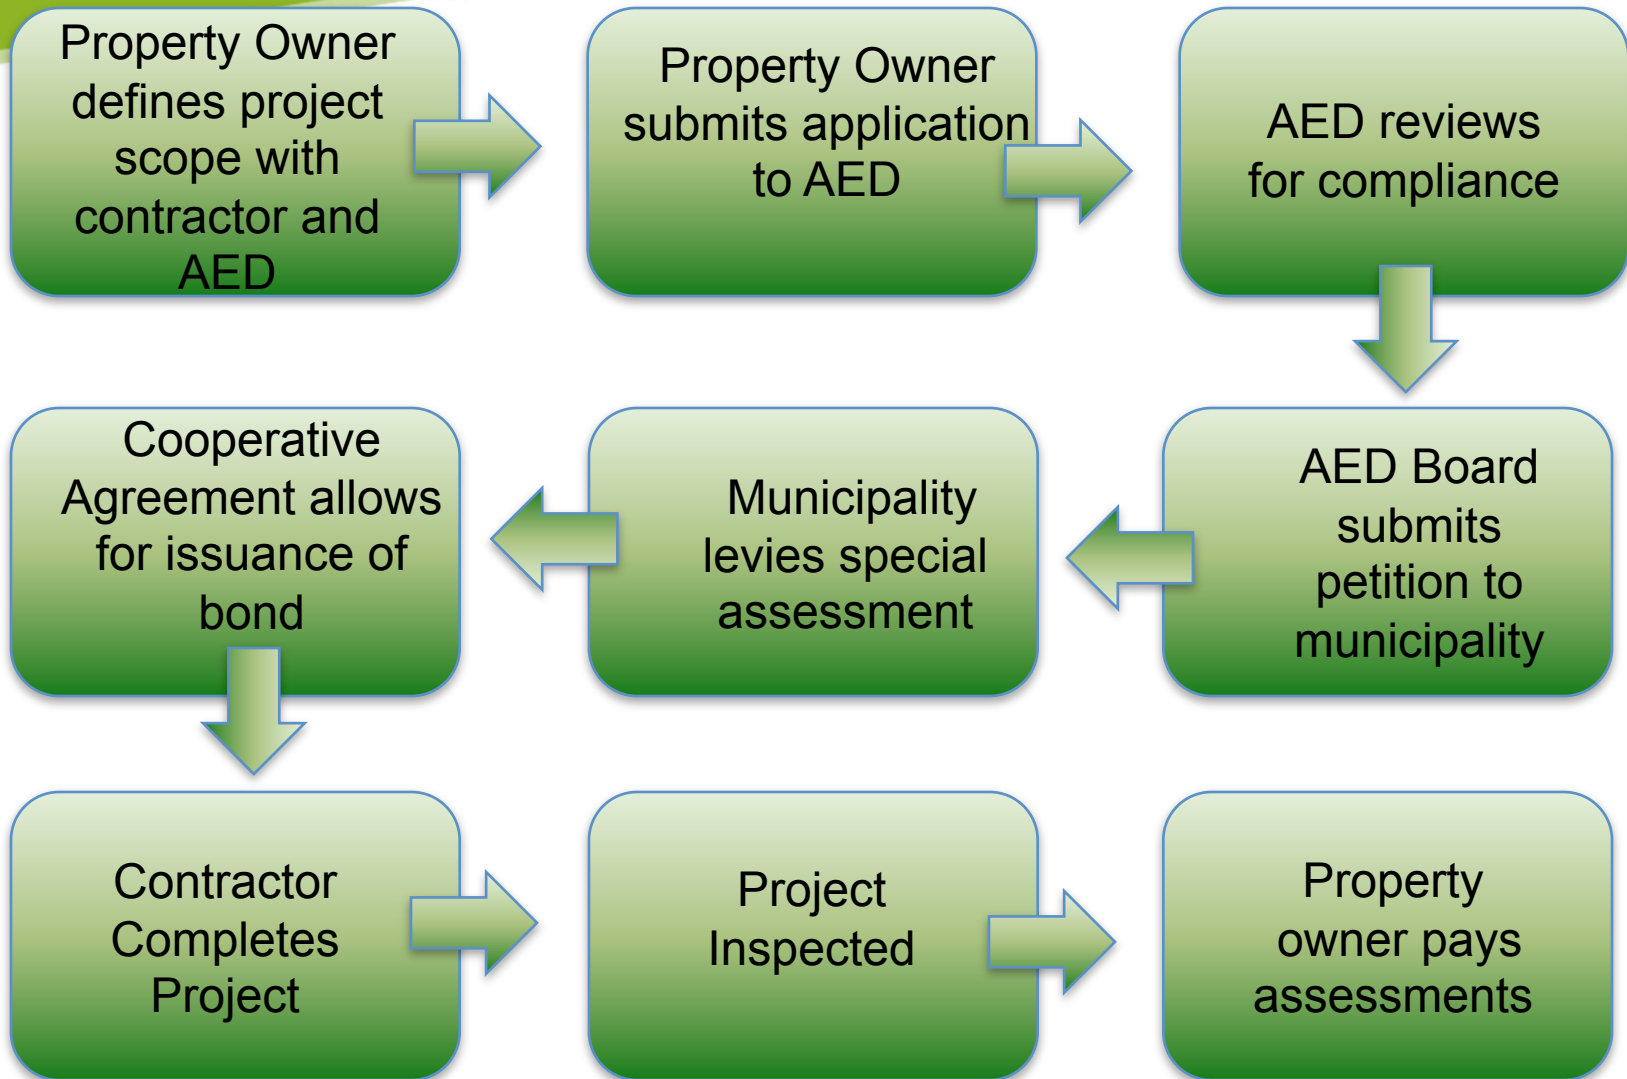 Property Owner
defines project
scope with
contractor and
AED
Property Owner
submits application
to AED
AED reviews
for compliance
AED Board
submits
petition to
municipality
Municipality
levies special
assessment
Cooperative
Agreement allows
for issuance of
bond
Contractor
Completes
Project
Project
Inspected
Property
owner pays
assessments